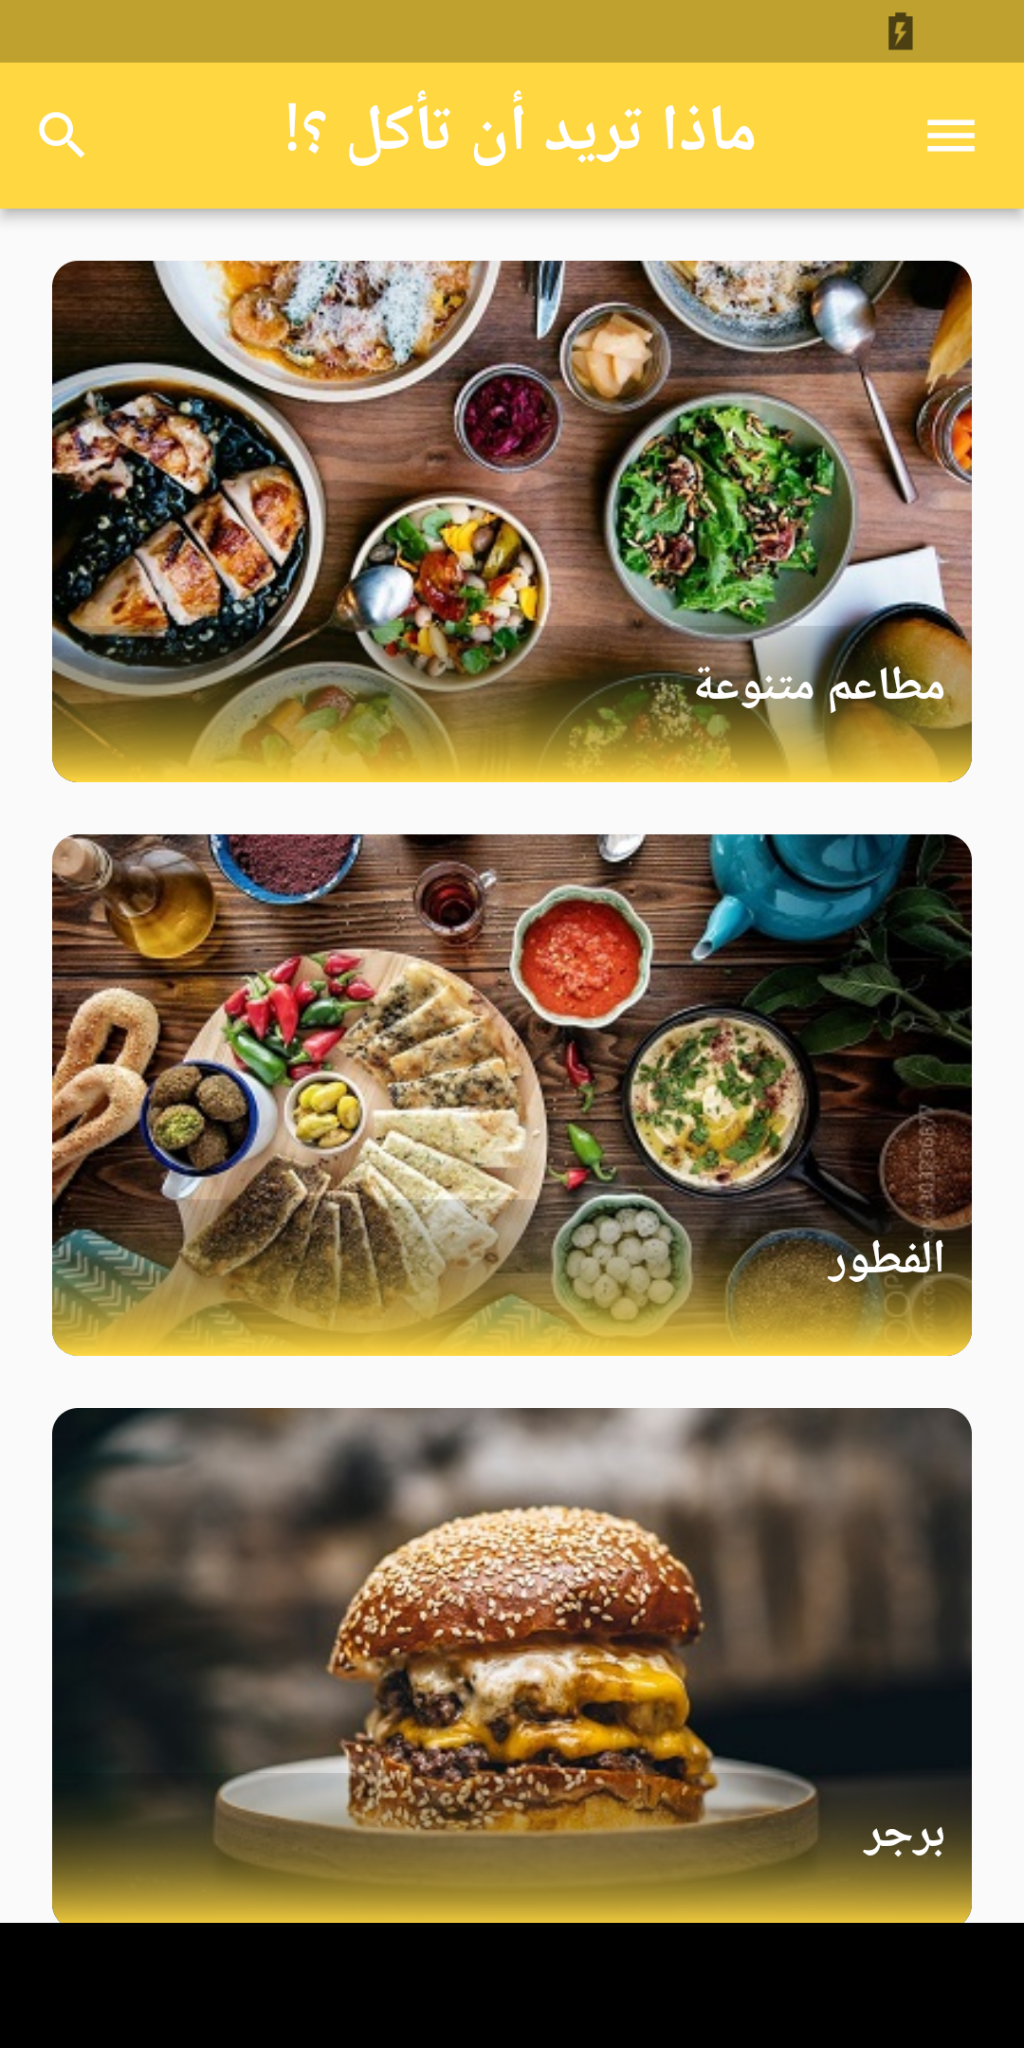 ماذا تريد أن تأكل ؟!
مطاعم متنوعة
الفطور
برجر